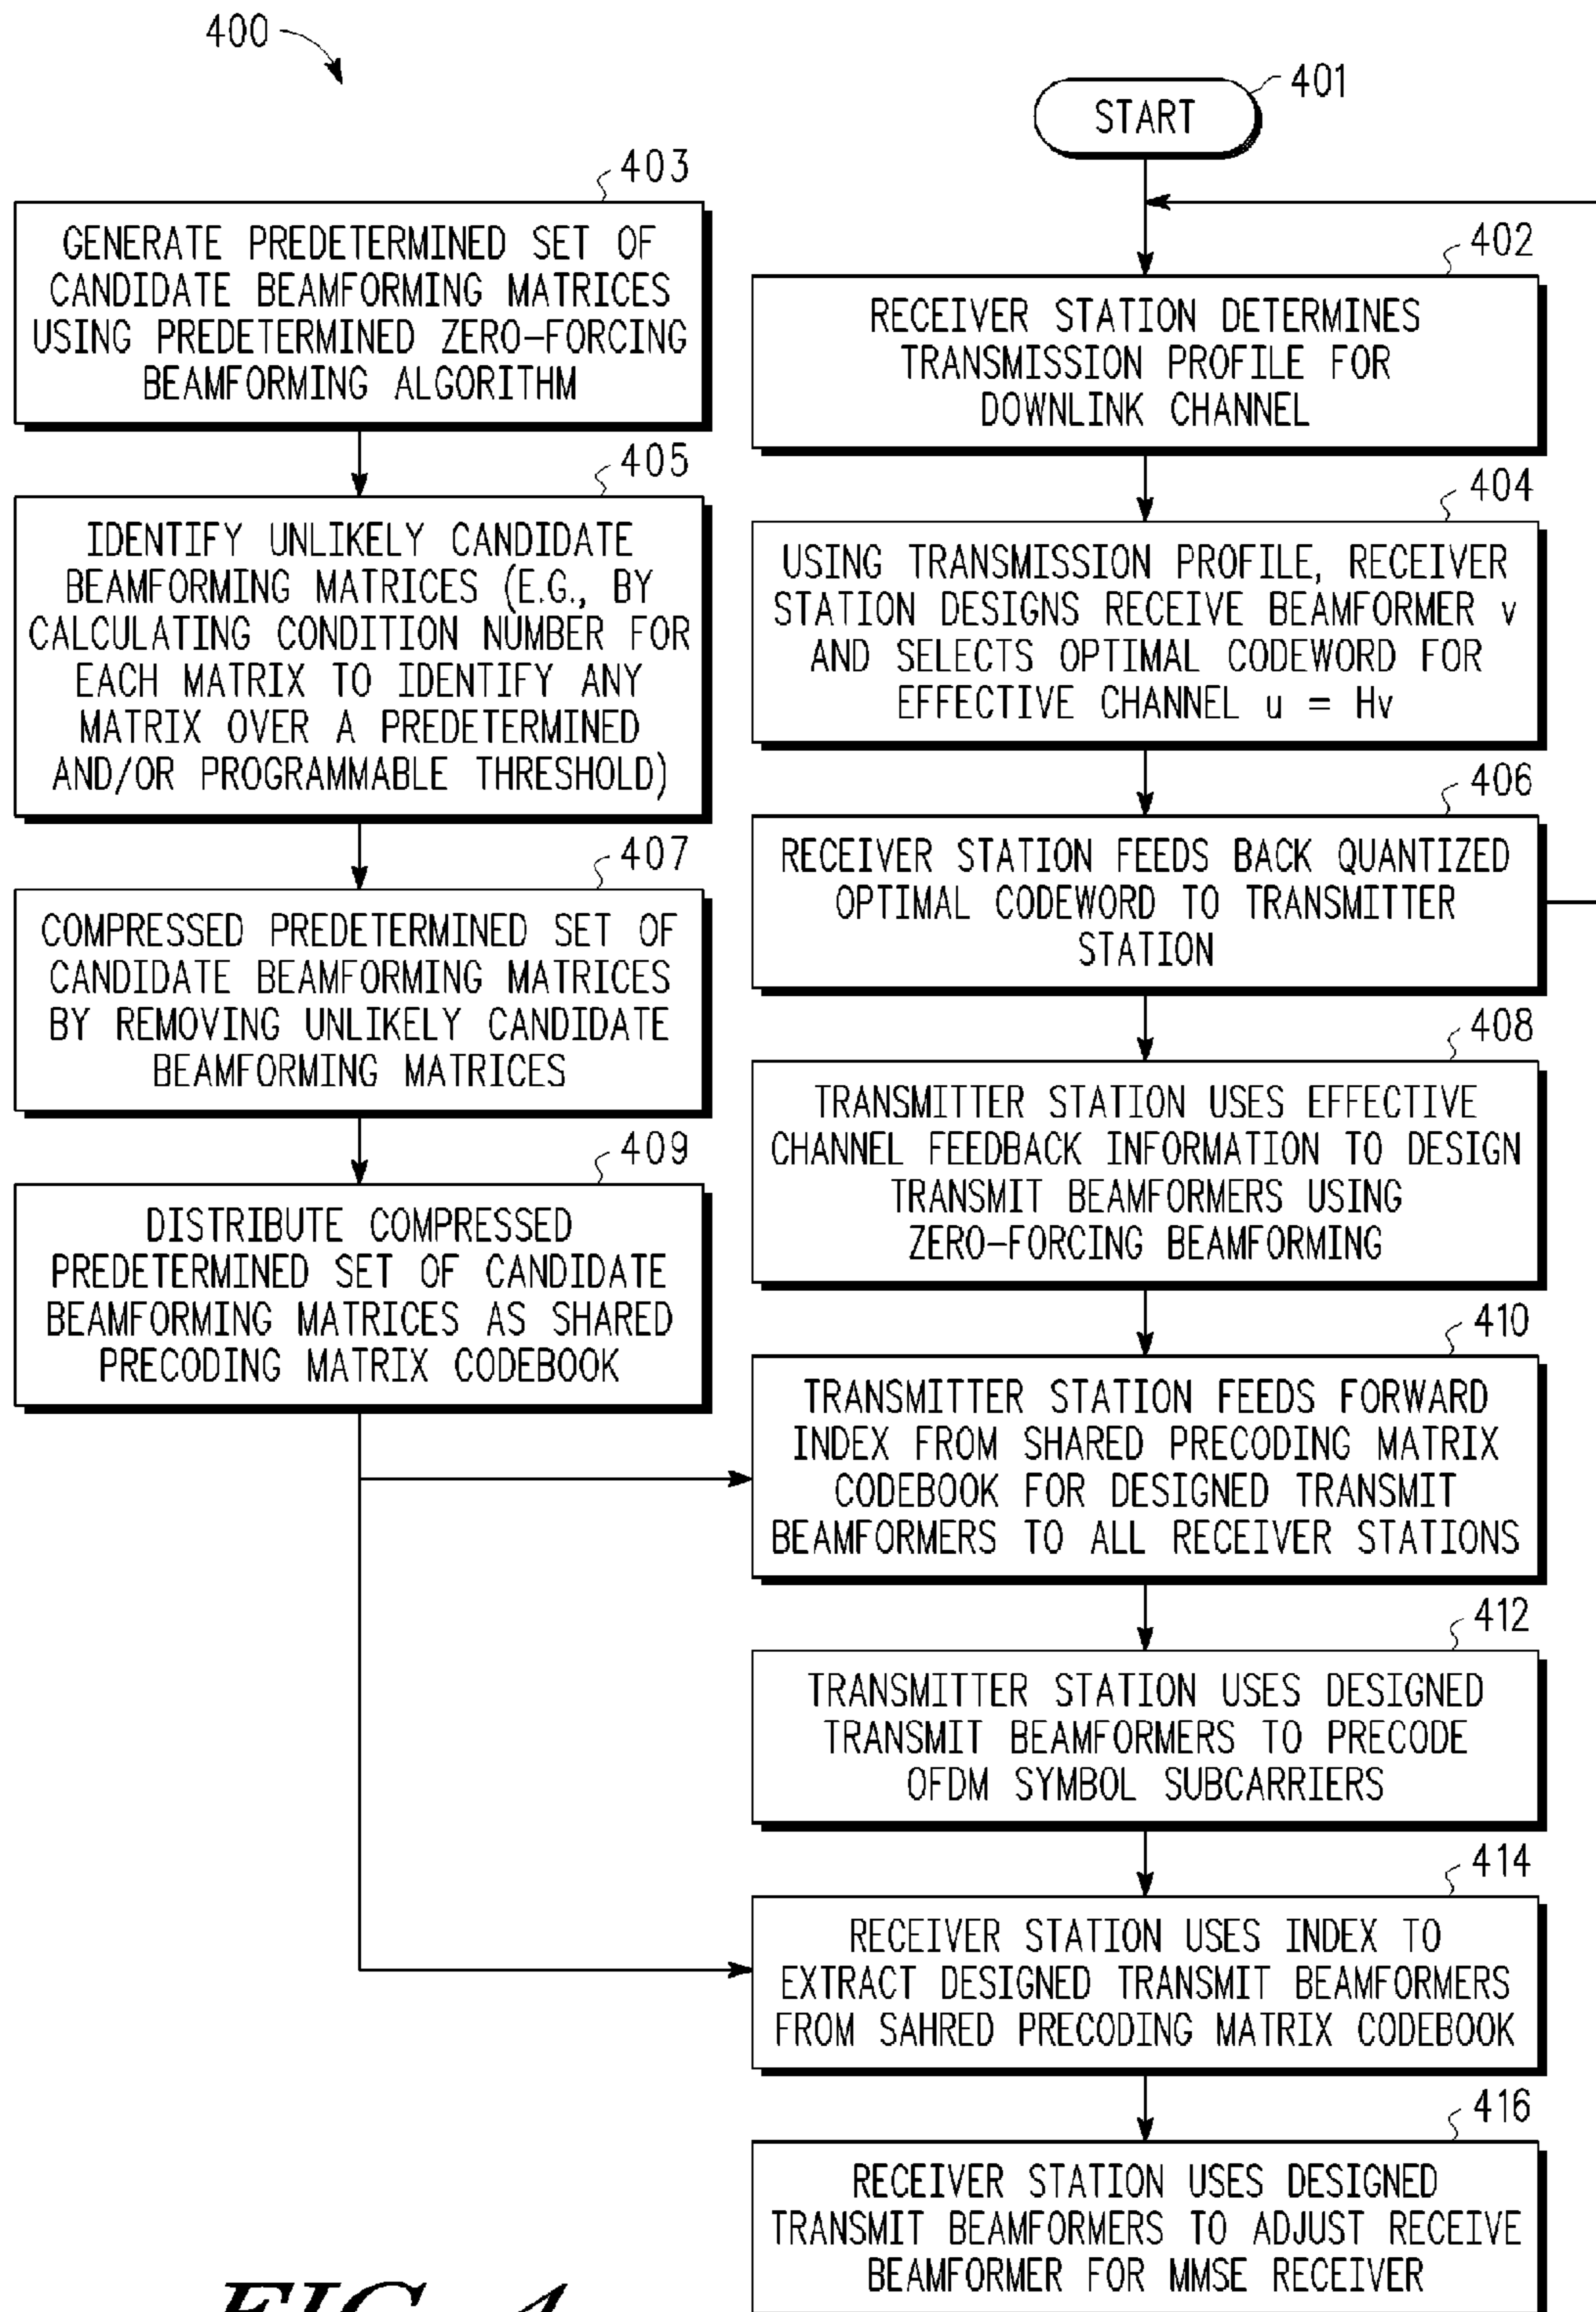 400
401
START
403
GENERATE PREDETERMINED SET OF
CANDIDATE BEAMFORMING MATRICES
USING PREDETERMINED ZERO-FORCING
BEAMFORMING ALGORITHM
405
IDENTIFY UNLIKELY CANDIDATE
BEAMFORMING MATRICES (E.G., BY
CALCULATING CONDITION NUMBER FOR
EACH MATRIX TO IDENTIFY ANY
MATRIX OVER A PREDETERMINED
AND/OR PROGRAMMABLE THRESHOLD)
407
COMPRESSED PREDETERMINED SET OF
CANDIDATE BEAMFORMING MATRICES
BY REMOVING UNLIKELY CANDIDATE
BEAMFORMING MATRICES
409
DISTRIBUTE COMPRESSED
PREDETERMINED SET OF CANDIDATE
BEAMFORMING MATRICES AS SHARED
PRECODING MATRIX CODEBOOK
402
RECEIVER STATION DETERMINES
TRANSMISSION PROFILE FOR
DOWNLINK CHANNEL
404
USING TRANSMISSION PROFILE, RECEIVER
STATION DESIGNS RECEIVE BEAMFORMER v
AND SELECTS OPTIMAL CODEWORD FOR
EFFECTIVE CHANNEL u = Hv
406
RECEIVER STATION FEEDS BACK QUANTIZED
OPTIMAL CODEWORD TO TRANSMITTER
STATION
408
TRANSMITTER STATION USES EFFECTIVE
CHANNEL FEEDBACK INFORMATION TO DESIGN
TRANSMIT BEAMFORMERS USING
ZERO-FORCING BEAMFORMING
410
TRANSMITTER STATION FEEDS FORWARD
INDEX FROM SHARED PRECODING MATRIX
CODEBOOK FOR DESIGNED TRANSMIT
BEAMFORMERS TO ALL RECEIVER STATIONS
412
TRANSMITTER STATION USES DESIGNED
TRANSMIT BEAMFORMERS TO PRECODE
OFDM SYMBOL SUBCARRIERS
414
RECEIVER STATION USES INDEX TO
EXTRACT DESIGNED TRANSMIT BEAMFORMERS
FROM SAHRED PRECODING MATRIX CODEBOOK
416
RECEIVER STATION USES DESIGNED
TRANSMIT BEAMFORMERS TO ADJUST RECEIVE
BEAMFORMER FOR MMSE RECEIVER